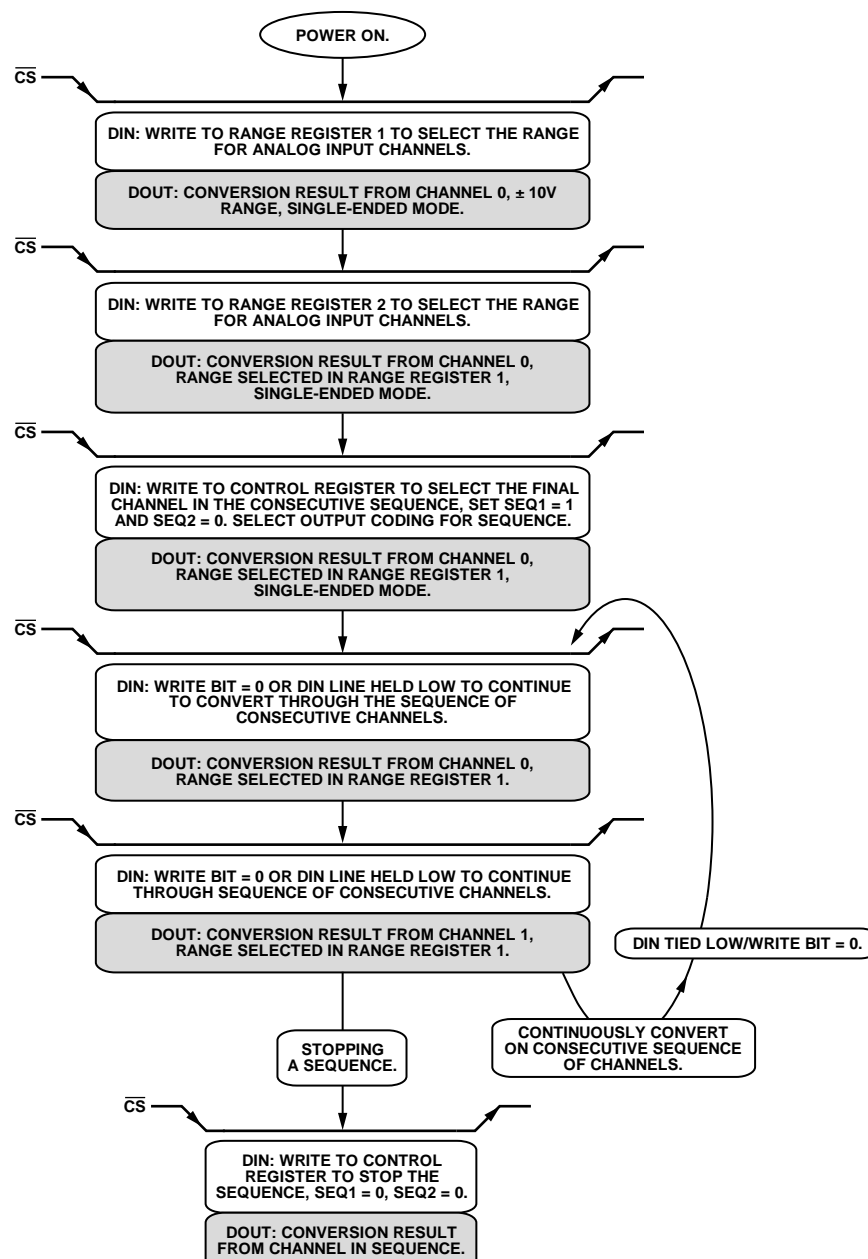 POWER ON.
CS
DIN: WRITE TO RANGE REGISTER 1 TO SELECT THE RANGE
FOR ANALOG INPUT CHANNELS.
DOUT: CONVERSION RESULT FROM CHANNEL 0, ± 10V
RANGE, SINGLE-ENDED MODE.
CS
DIN: WRITE TO RANGE REGISTER 2 TO SELECT THE RANGE
FOR ANALOG INPUT CHANNELS.
DOUT: CONVERSION RESULT FROM CHANNEL 0,
RANGE SELECTED IN RANGE REGISTER 1,
SINGLE-ENDED MODE.
CS
DIN: WRITE TO CONTROL REGISTER TO SELECT THE FINAL
CHANNEL IN THE CONSECUTIVE SEQUENCE, SET SEQ1 = 1
AND SEQ2 = 0. SELECT OUTPUT CODING FOR SEQUENCE.
DOUT: CONVERSION RESULT FROM CHANNEL 0,
RANGE SELECTED IN RANGE REGISTER 1,
SINGLE-ENDED MODE.
CS
DIN: WRITE BIT = 0 OR DIN LINE HELD LOW TO CONTINUE
TO CONVERT THROUGH THE SEQUENCE OF
CONSECUTIVE CHANNELS.
DOUT: CONVERSION RESULT FROM CHANNEL 0,
RANGE SELECTED IN RANGE REGISTER 1.
CS
DIN: WRITE BIT = 0 OR DIN LINE HELD LOW TO CONTINUE
THROUGH SEQUENCE OF CONSECUTIVE CHANNELS.
DOUT: CONVERSION RESULT FROM CHANNEL 1,
RANGE SELECTED IN RANGE REGISTER 1.
DIN TIED LOW/WRITE BIT = 0.
STOPPING
A SEQUENCE.
CONTINUOUSLY CONVERT
ON CONSECUTIVE SEQUENCE
OF CHANNELS.
CS
DIN: WRITE TO CONTROL
REGISTER TO STOP THE
SEQUENCE, SEQ1 = 0, SEQ2 = 0.
DOUT: CONVERSION RESULT
FROM CHANNEL IN SEQUENCE.